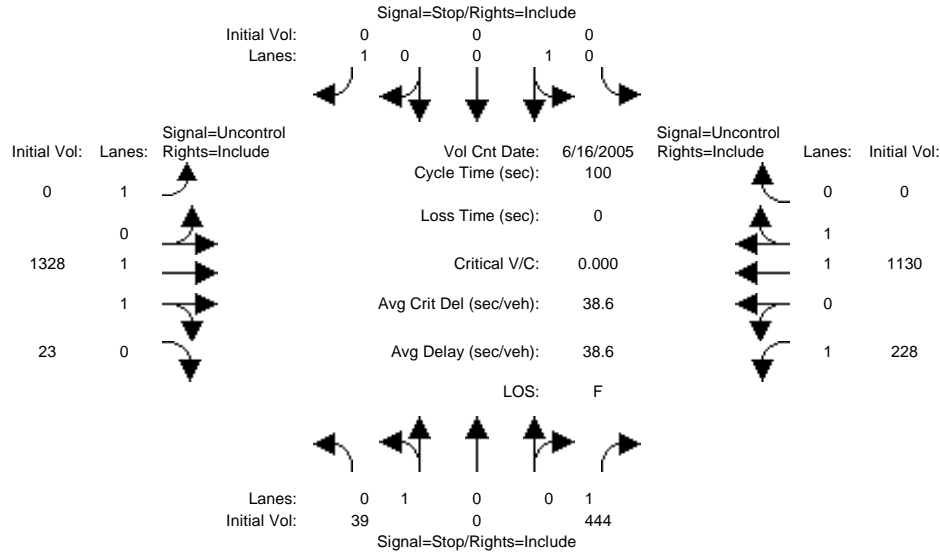 Signal=Stop/Rights=Include
Initial Vol: 0 0 0
Lanes: 1 0 0 1 0
Signal=Uncontrol Signal=Uncontrol
Initial Vol: Lanes: Rights=Include Vol Cnt Date: 6/16/2005 Rights=Include Lanes: Initial Vol:
Cycle Time (sec): 100
0 1 0 0
Loss Time (sec): 0
0 1
1328 1 Critical V/C: 0.000 1 1130
1 Avg Crit Del (sec/veh): 38.6 0
23 0 Avg Delay (sec/veh): 38.6 1 228
LOS: F
Lanes: 0 1 0 0 1
Initial Vol: 39 0 444
Signal=Stop/Rights=Include